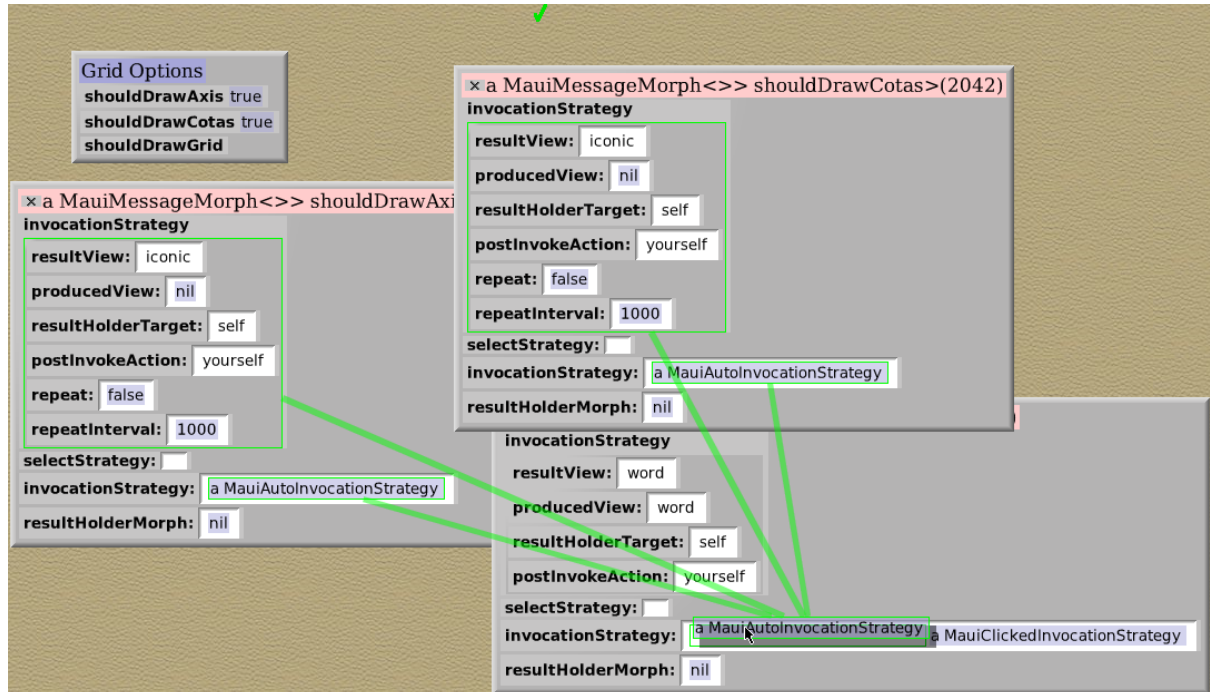 Grid Options
shouldDrawAxis true
shouldDrawCotas true
shouldDrawGrid
×a MauiMessageMorph<>> shouldDrawCotas>(2042)
invocationStrategy
resultView: iconic
producedView: nil
resultHolderTarget: self
postInvokeAction: yourself
repeat: false
repeatInterval: 1000
selectStrategy:
invocationStrategy: a MauiAutoInvocationStrategy
resultHolderMorph: nil
× a MauiMessageMorph<>> shouldDrawAxi
invocationStrategy
resultView: iconic
producedView: nil
resultHolderTarget: self
postInvokeAction: yourself
repeat: false
repeatInterval: 1000
selectStrategy:
invocationStrategy: a MauiAutoInvocationStrategy
resultHolderMorph: nil
invocationStrategy
resultView: word
producedView: word
resultHolderTarget: self
postInvokeAction: yourself
selectStrategy:
invocationStrategy: a MauiAutoInvocationStrategy a MauiClickedInvocationStrategy
resultHolderMorph: nil